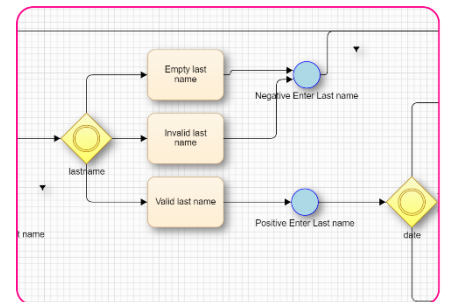 Empty last
name
Negative Enter Last name
Invalid last
name
lastname
Valid last name
Positive Enter Last name
t name
date